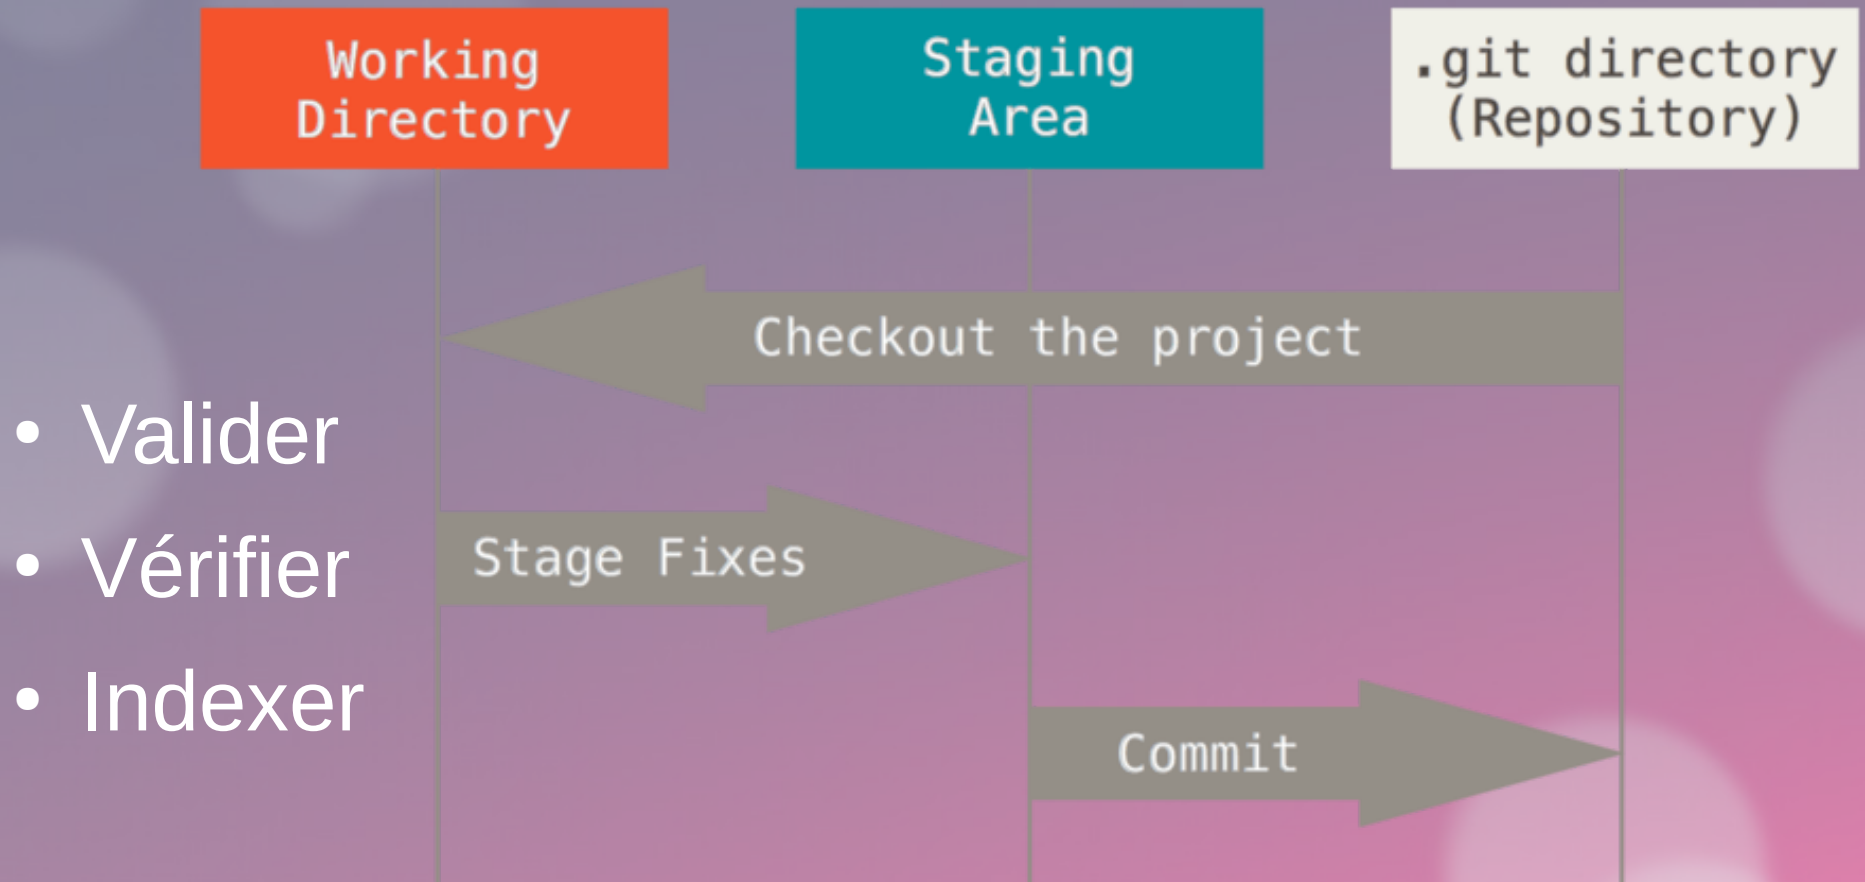 Working
Directory
Staging
Area
.git directory
(Repository)
Checkout the project
• Valider
Stage Fixes
• Vérifier
• Indexer
Commit